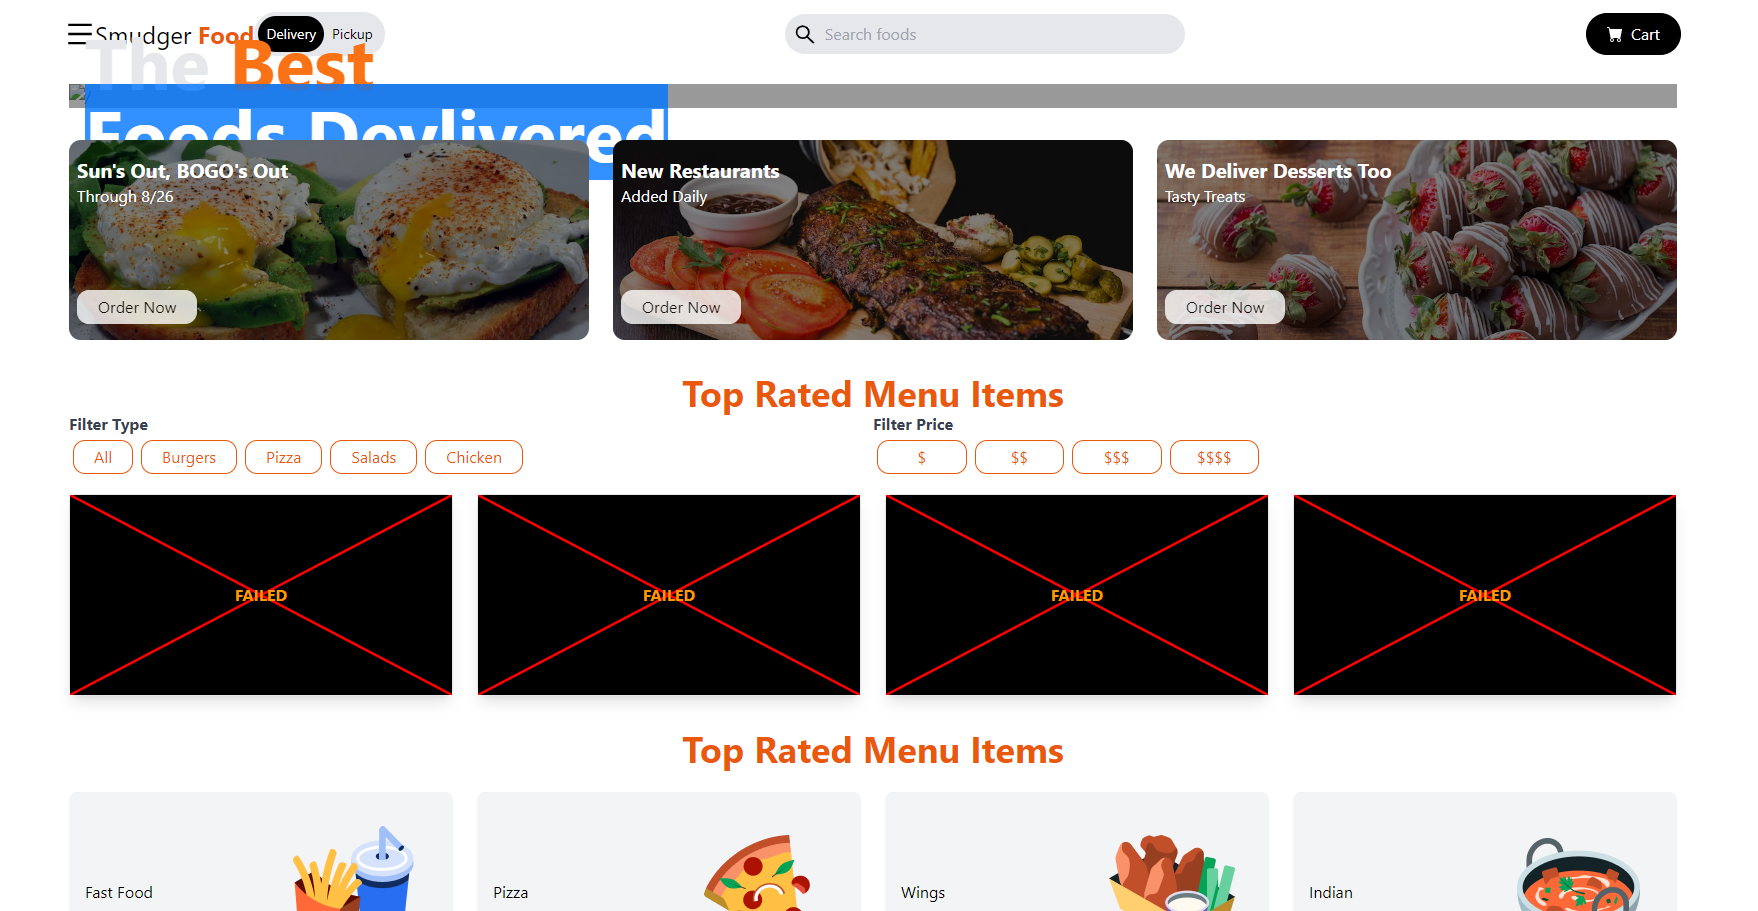 Smudger Food
Delivery
Pickup
Search foods
Cart
The Best
Foods Devlivered
Sun's Out, BOGO's Out
Through 8/26
Order Now
New Restaurants
Added Daily
Order Now
We Deliver Desserts Too
Tasty Treats
Order Now
Top Rated Menu Items
Filter Type
All
Burgers
Pizza
Salads
Chicken
Filter Price
$
$$
$$$
$$$$
FAILED
FAILED
FAILED
FAILED
Top Rated Menu Items
Fast Food
Pizza
Wings
Indian